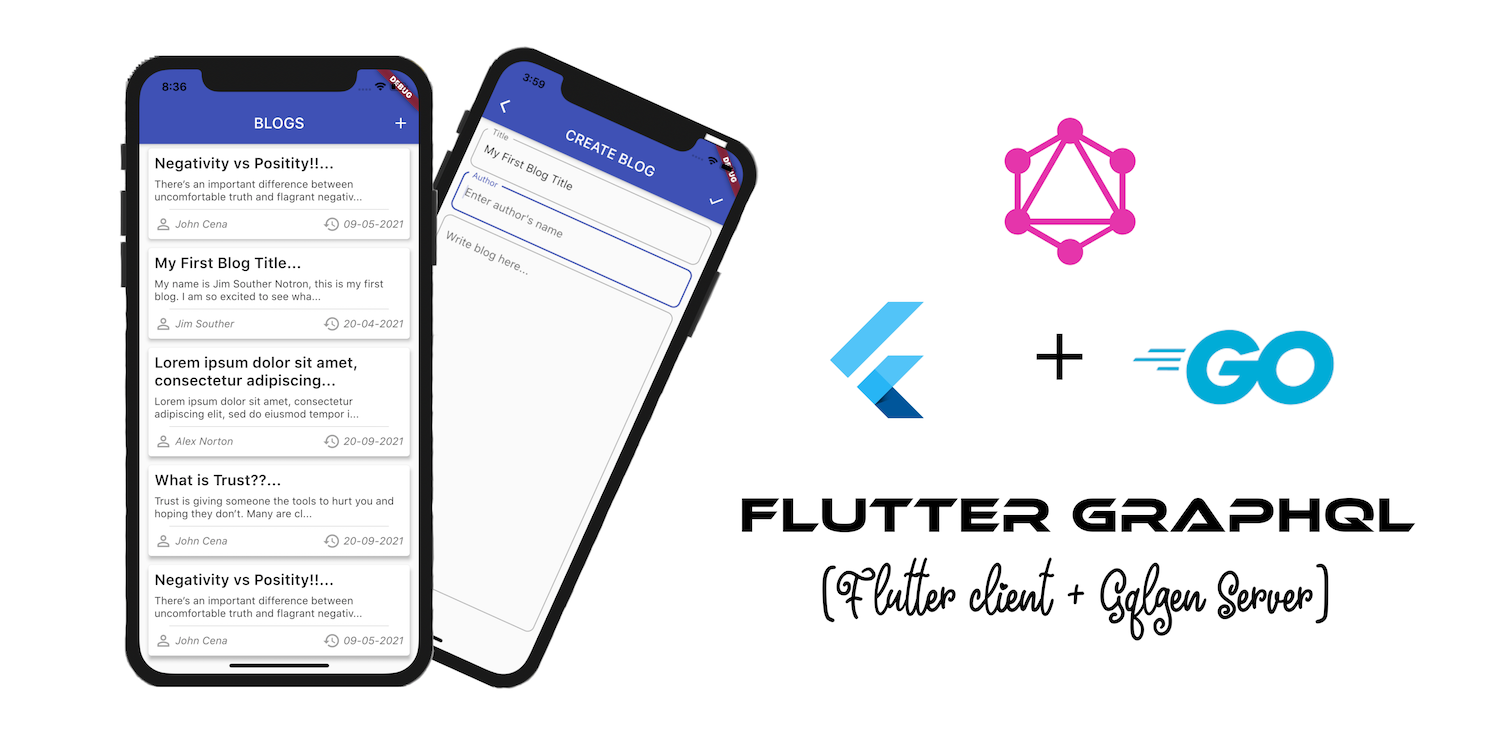 8:36
DEBUG
BLOGS
+
Negativity vs Positity!!...
There's an important difference between
uncomfortable truth and flagrant negativ...
John Cena
09-05-2021
My First Blog Title...
My name is Jim Souther Notron, this is my first
blog. I am so excited to see wha...
Jim Souther
20-04-2021
Lorem ipsum dolor sit amet,
consectetur adipiscing...
Lorem ipsum dolor sit amet, consectetur
adipiscing elit, sed do eiusmod tempor i...
Alex Norton
20-09-2021
What is Trust??...
Trust is giving someone the tools to hurt you and
hoping they don't. Many are cl...
John Cena
20-09-2021
Negativity vs Positity!!...
There's an important difference between
uncomfortable truth and flagrant negativ...
John Cena
09-05-2021
3:59
DEBUG
CREATE BLOG
Title
My First Blog Title
Author
Enter author's name
Write blog here...
+
GO
FLUTTER GRAPHQL
(Flutter client + Gqlgen Server)